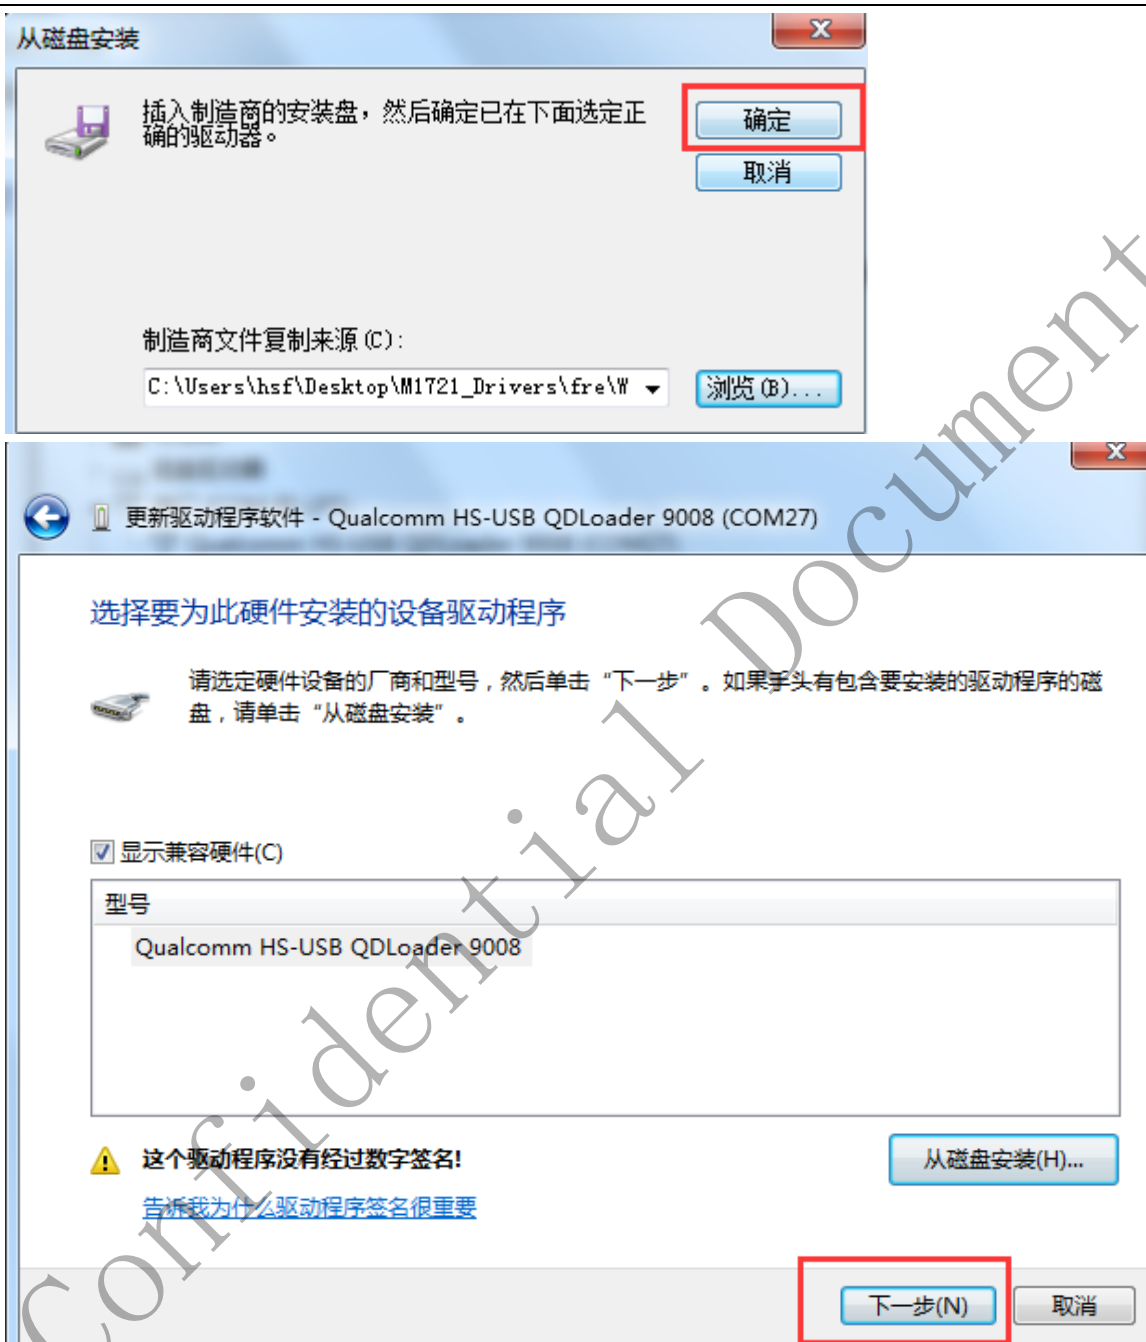 从磁盘安装
插入制造商的安装盘，然后确定已在下面选定正
确的驱动器。
确定
取消
制造商文件复制来源(C):
C:\Users\hsf\Desktop\M1721_Drivers\fre\W
浏览(B)...
更新驱动程序软件 - Qualcomm HS-USB QDLoader 9008 (COM27)
选择要为此硬件安装的设备驱动程序
请选定硬件设备的厂商和型号，然后单击“下一步”。如果手头有包含要安装的驱动程序的磁
盘，请单击“从磁盘安装”。
显示兼容硬件(C)
型号
Qualcomm HS-USB QDLoader 9008
这个驱动程序没有经过数字签名!
从磁盘安装(H)...
告诉我为什么驱动程序签名很重要
下一步(N)
取消
Confidential Document